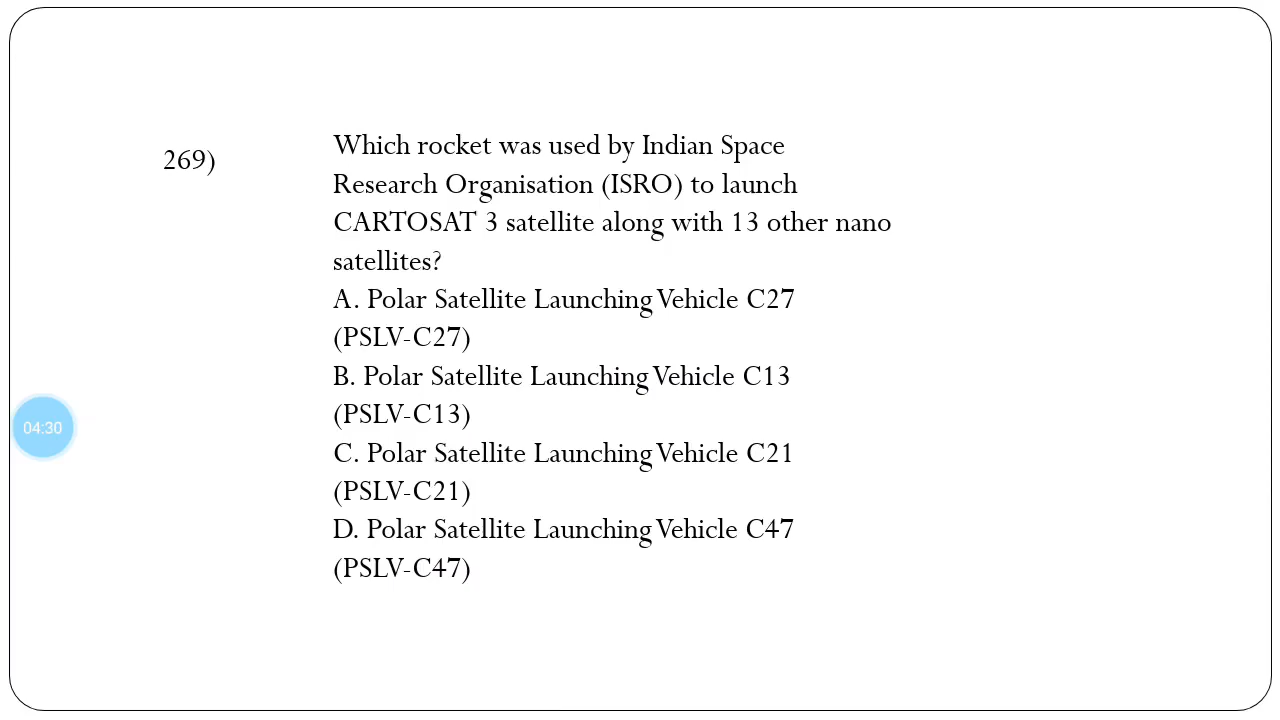 269)
Which rocket was used by Indian Space
Research Organisation (ISRO) to launch
CARTOSAT 3 satellite along with 13 other nano
satellites?
A. Polar Satellite Launching Vehicle C27
(PSLV-C27)
B. Polar Satellite Launching Vehicle C13
(PSLV-C13)
C. Polar Satellite Launching Vehicle C21
(PSLV-C21)
D. Polar Satellite Launching Vehicle C47
(PSLV-C47)
04:30